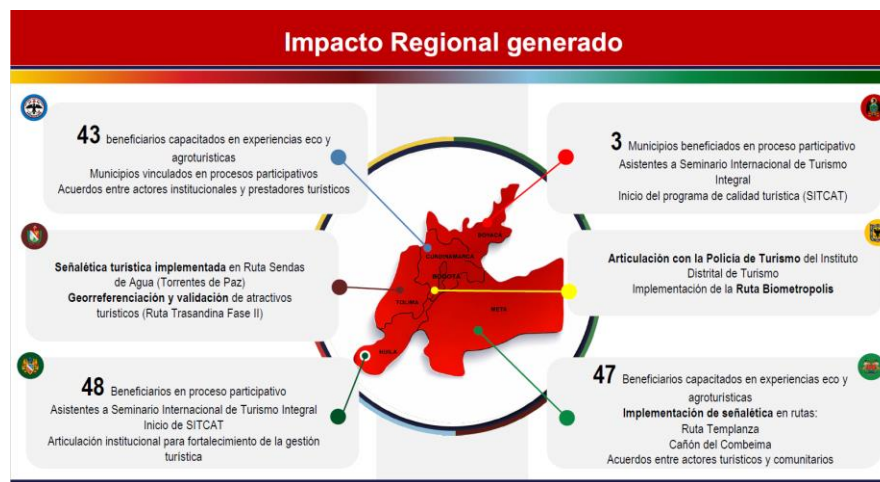 Impacto Regional generado
43 beneficiarios capacitados en experiencias eco y
agroturísticas
Municipios vinculados en procesos participativos
Acuerdos entre actores institucionales y prestadores turísticos
3 Municipios beneficiados en proceso participativo
Asistentes a Seminario Internacional de Turismo
Integral
Inicio del programa de calidad turística (SITCAT)
Señalética turística implementada en Ruta Sendas
de Agua (Torrentes de Paz)
Georreferenciación y validación de atractivos
turísticos (Ruta Trasandina Fase II)
BOYACÁ
CUNDINAMARCA
BOGOTÁ
TOLIMA
META
HUILA
Articulación con la Policía de Turismo del Instituto
Distrital de Turismo
Implementación de la Ruta Biometropolis
48 Beneficiarios en proceso participativo
Asistentes a Seminario Internacional de Turismo Integral
Inicio de SITCAT
Articulación institucional para fortalecimiento de la gestión
turística
47 Beneficiarios capacitados en experiencias eco y
agroturísticas
Implementación de señalética en rutas:
Ruta Templanza
Cañón del Combeima
Acuerdos entre actores turísticos y comunitarios